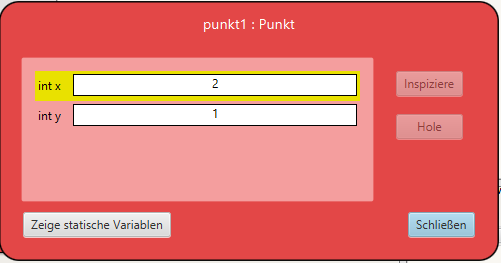 punkt1 : Punkt
int x 2
int y 1
Inspiziere
Hole
Zeige statische Variablen
Schließen